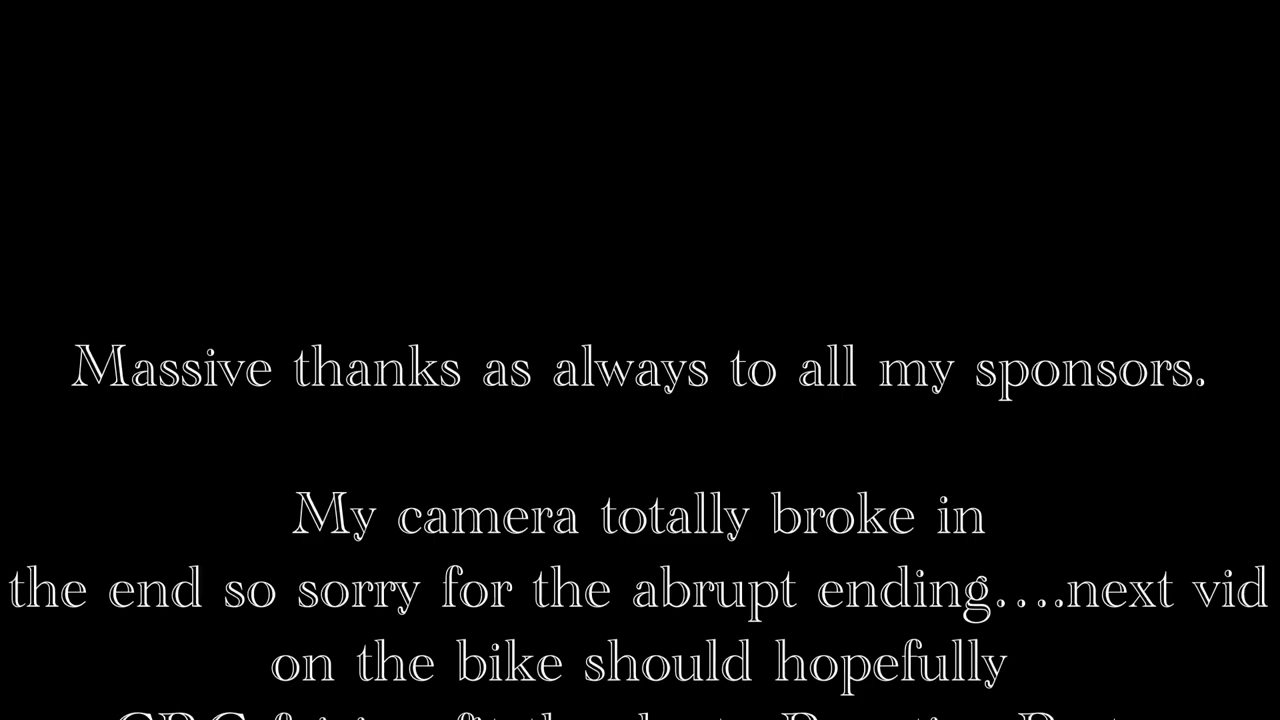 Massive thanks as always to all my sponsors.
My camera totally broke in
the end so sorry for the abrupt ending....next vid
on the bike should hopefully